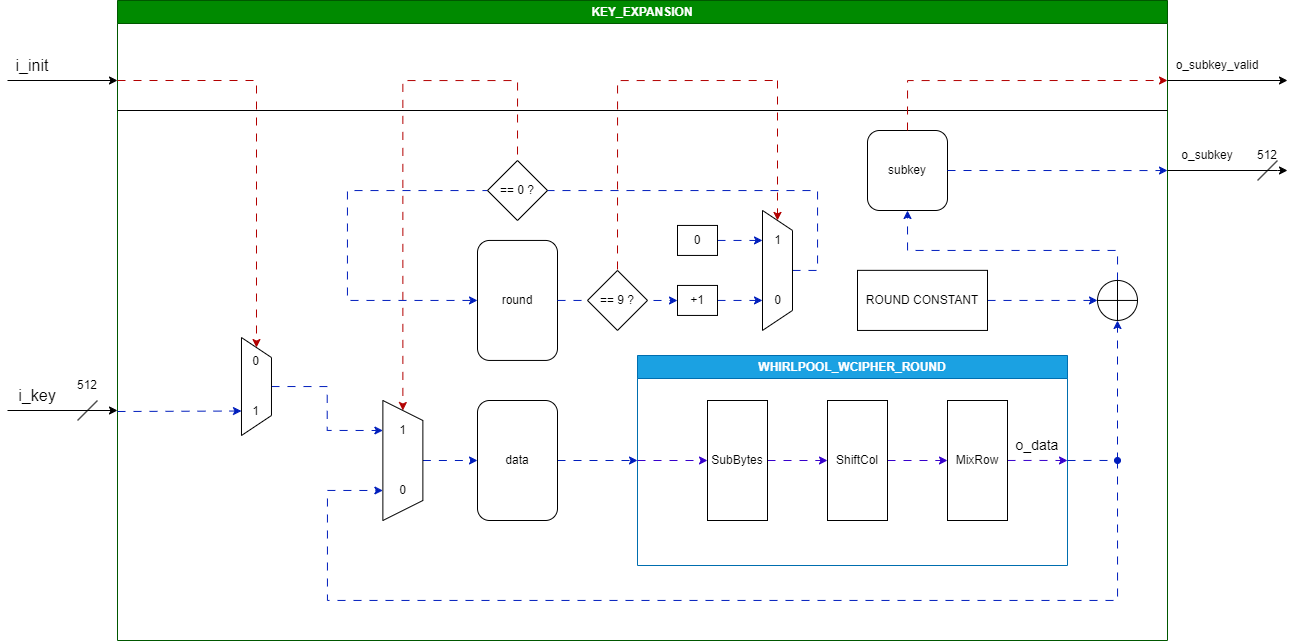 KEY_EXPANSION
i_init
o_subkey_valid
subkey
o_subkey
512
== 0 ?
0
1
round
== 9 ?
+1
0
ROUND CONSTANT
0
1
i_key
512
WHIRLPOOL_WCIPHER_ROUND
1
0
data
SubBytes
ShiftCol
MixRow
o_data